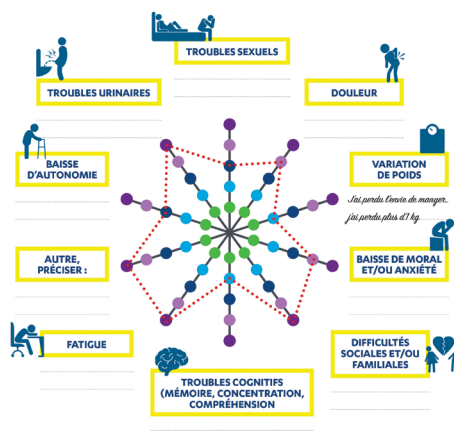 TROUBLES SEXUELS
TROUBLES URINAIRES
DOULEUR
BAISSE
D'AUTONOMIE
VARIATION
DE POIDS
J'ai perdu l'envie de manger,
j'ai perdu plus d'1 kg
AUTRE,
PRÉCISER :
BAISSE DE MORAL
ET/OU ANXIÉTÉ
FATIGUE
DIFFICULTÉS
SOCIALES ET/OU
FAMILIALES
TROUBLES COGNITIFS
(MÉMOIRE, CONCENTRATION,
COMPRÉHENSION